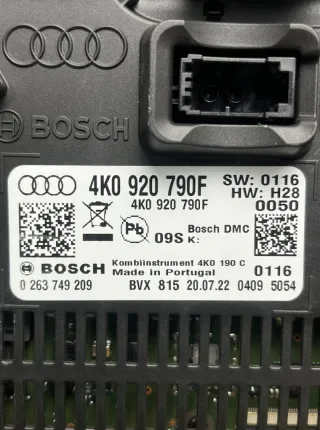 BOSCH
4K0 920 790F
SW: 0116
HW: H28
4K0 920 790F
0050
Pb
09S
Bosch DMC
K:
BOSCH
Kombiinstrument 4K0 190 C
Made in Portugal
0116
0 263 749 209
BVX 815 20.07.22 0409 5054